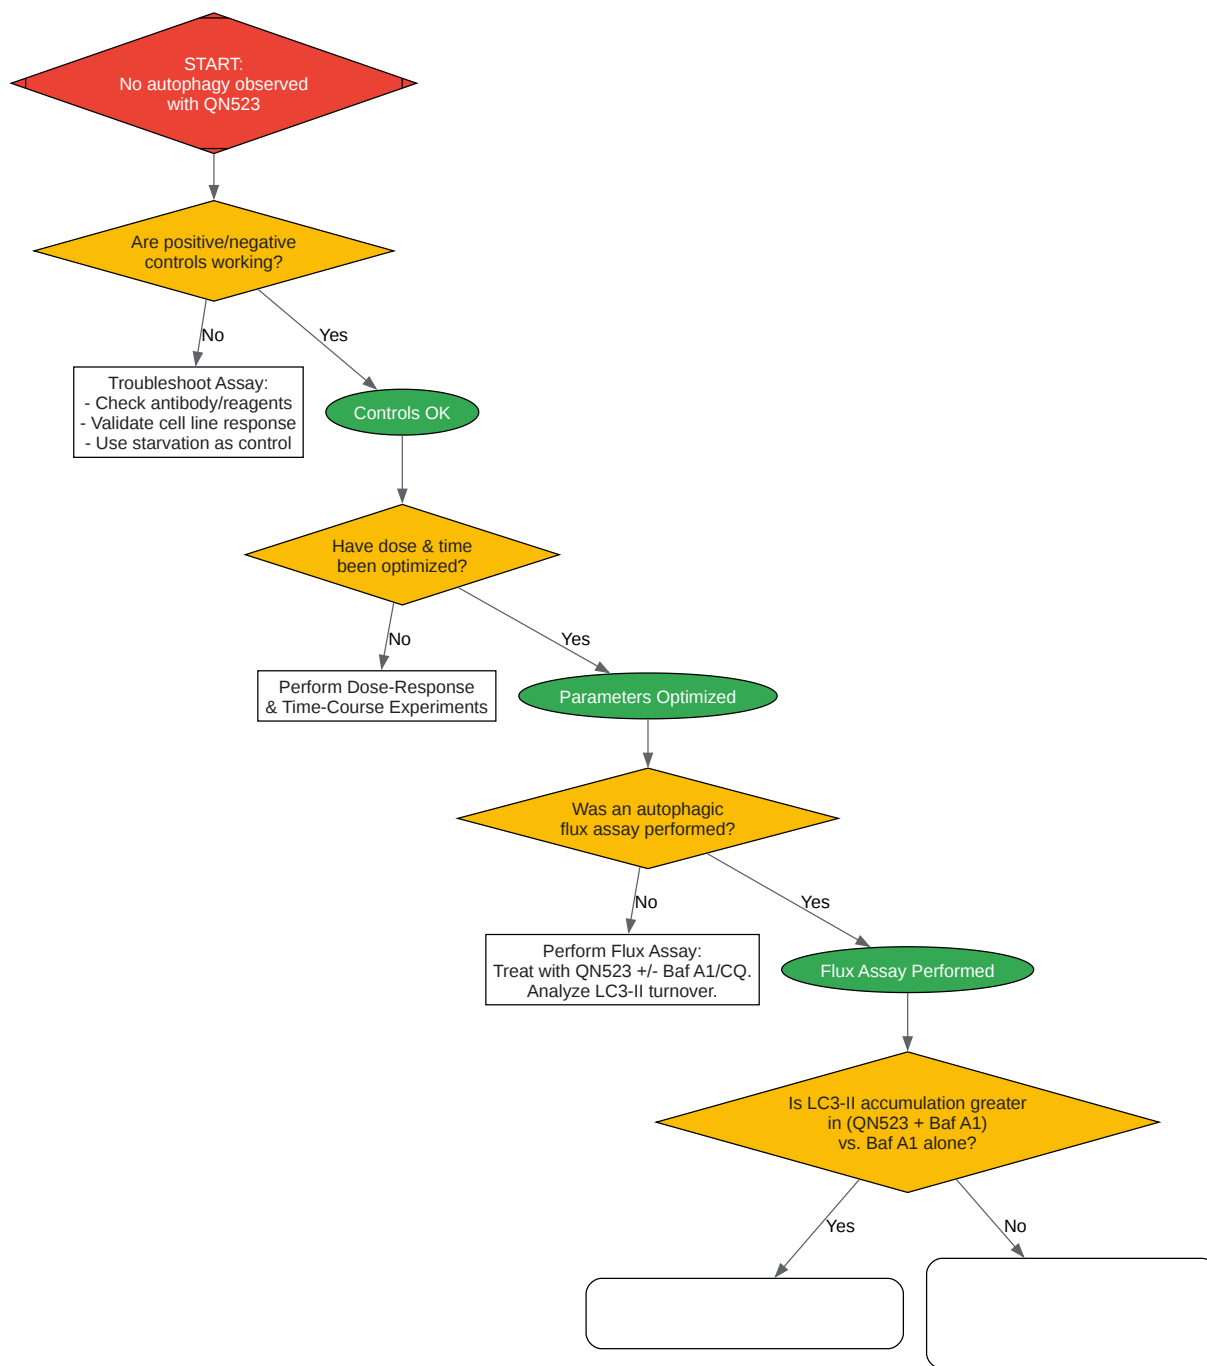 START:
No autophagy observed
with QN523
Are positive/negative
controls working?
No
Yes
Troubleshoot Assay:
- Check antibody/reagents
- Validate cell line response
- Use starvation as control
Controls OK
Have dose & time
been optimized?
No
Yes
Perform Dose-Response
& Time-Course Experiments
Parameters Optimized
Was an autophagic
flux assay performed?
No
Yes
Perform Flux Assay:
Treat with QN523 +/- Baf A1/CQ.
Analyze LC3-II turnover.
Flux Assay Performed
Is LC3-II accumulation greater
in (QN523 + Baf A1)
vs. Baf A1 alone?
Yes
No